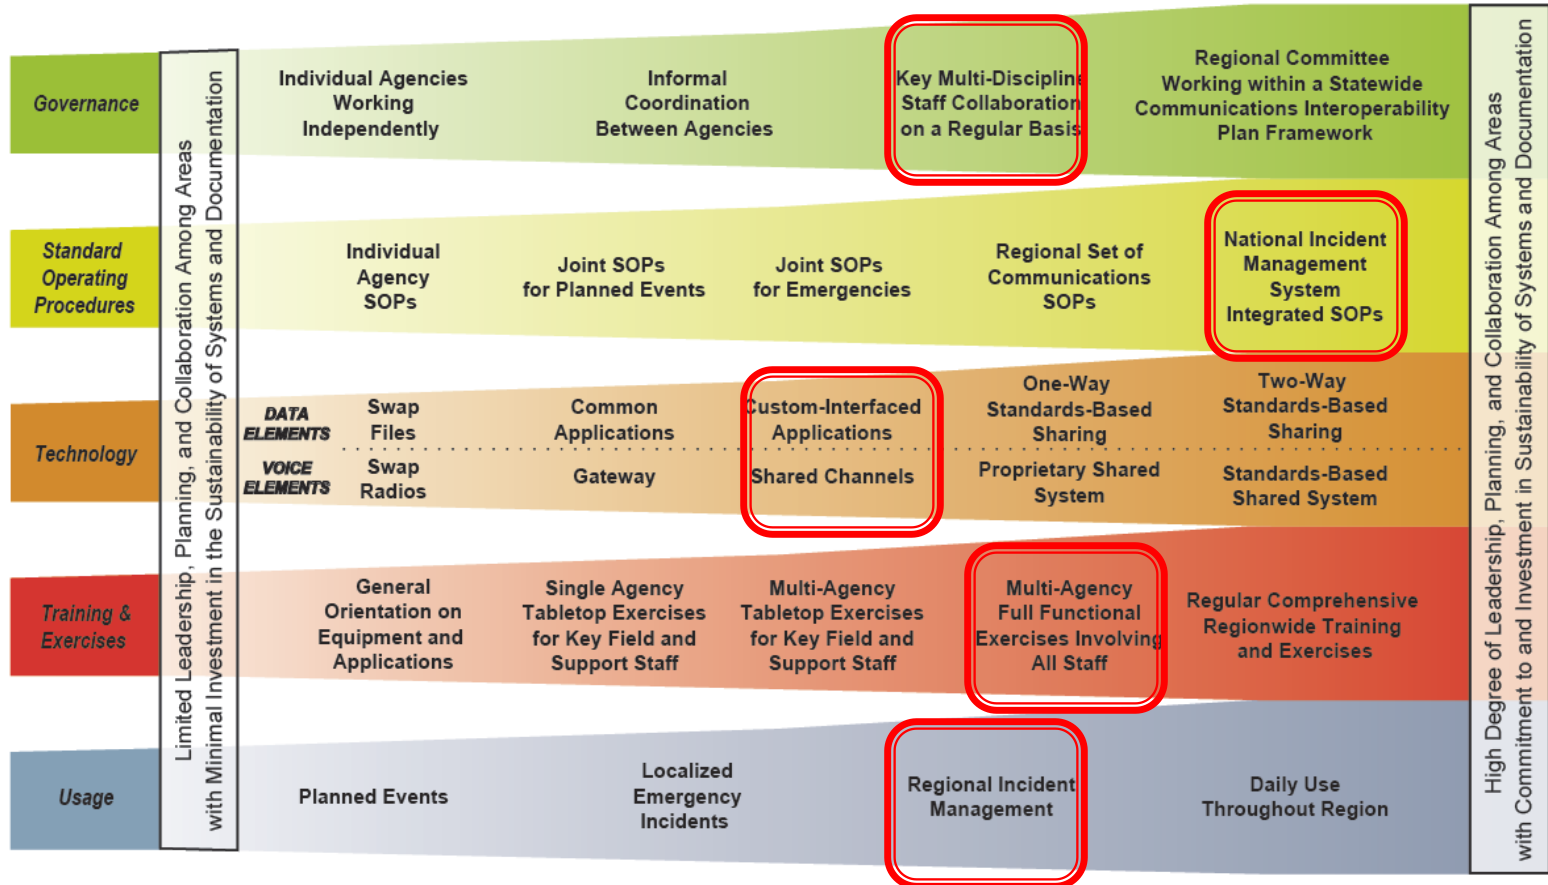 Limited Leadership, Planning, and Collaboration Among Areas
with Minimal Investment in the Sustainability of Systems and Documentation
Governance
Individual Agencies
Working
Independently
Informal
Coordination
Between Agencies
Key Multi-Discipline
Staff Collaboration
on a Regular Basis
Regional Committee
Working within a Statewide
Communications Interoperability
Plan Framework
Standard
Operating
Procedures
Individual
Agency
SOPs
Joint SOPs
for Planned Events
Joint SOPs
for Emergencies
Regional Set of
Communications
SOPs
National Incident
Management
System
Integrated SOPs
Technology
DATA
ELEMENTS
Swap
Files
Common
Applications
Custom-Interfaced
Applications
One-Way
Standards-Based
Sharing
Two-Way
Standards-Based
Sharing
VOICE
ELEMENTS
Swap
Radios
Gateway
Shared Channels
Proprietary Shared
System
Standards-Based
Shared System
Training &
Exercises
General
Orientation on
Equipment and
Applications
Single Agency
Tabletop Exercises
for Key Field and
Support Staff
Multi-Agency
Tabletop Exercises
for Key Field and
Support Staff
Multi-Agency
Full Functional
Exercises Involving
All Staff
Regular Comprehensive
Regionwide Training
and Exercises
Usage
Planned Events
Localized
Emergency
Incidents
Regional Incident
Management
Daily Use
Throughout Region
High Degree of Leadership, Planning, and Collaboration Among Areas
with Commitment to and Investment in Sustainability of Systems and Documentation